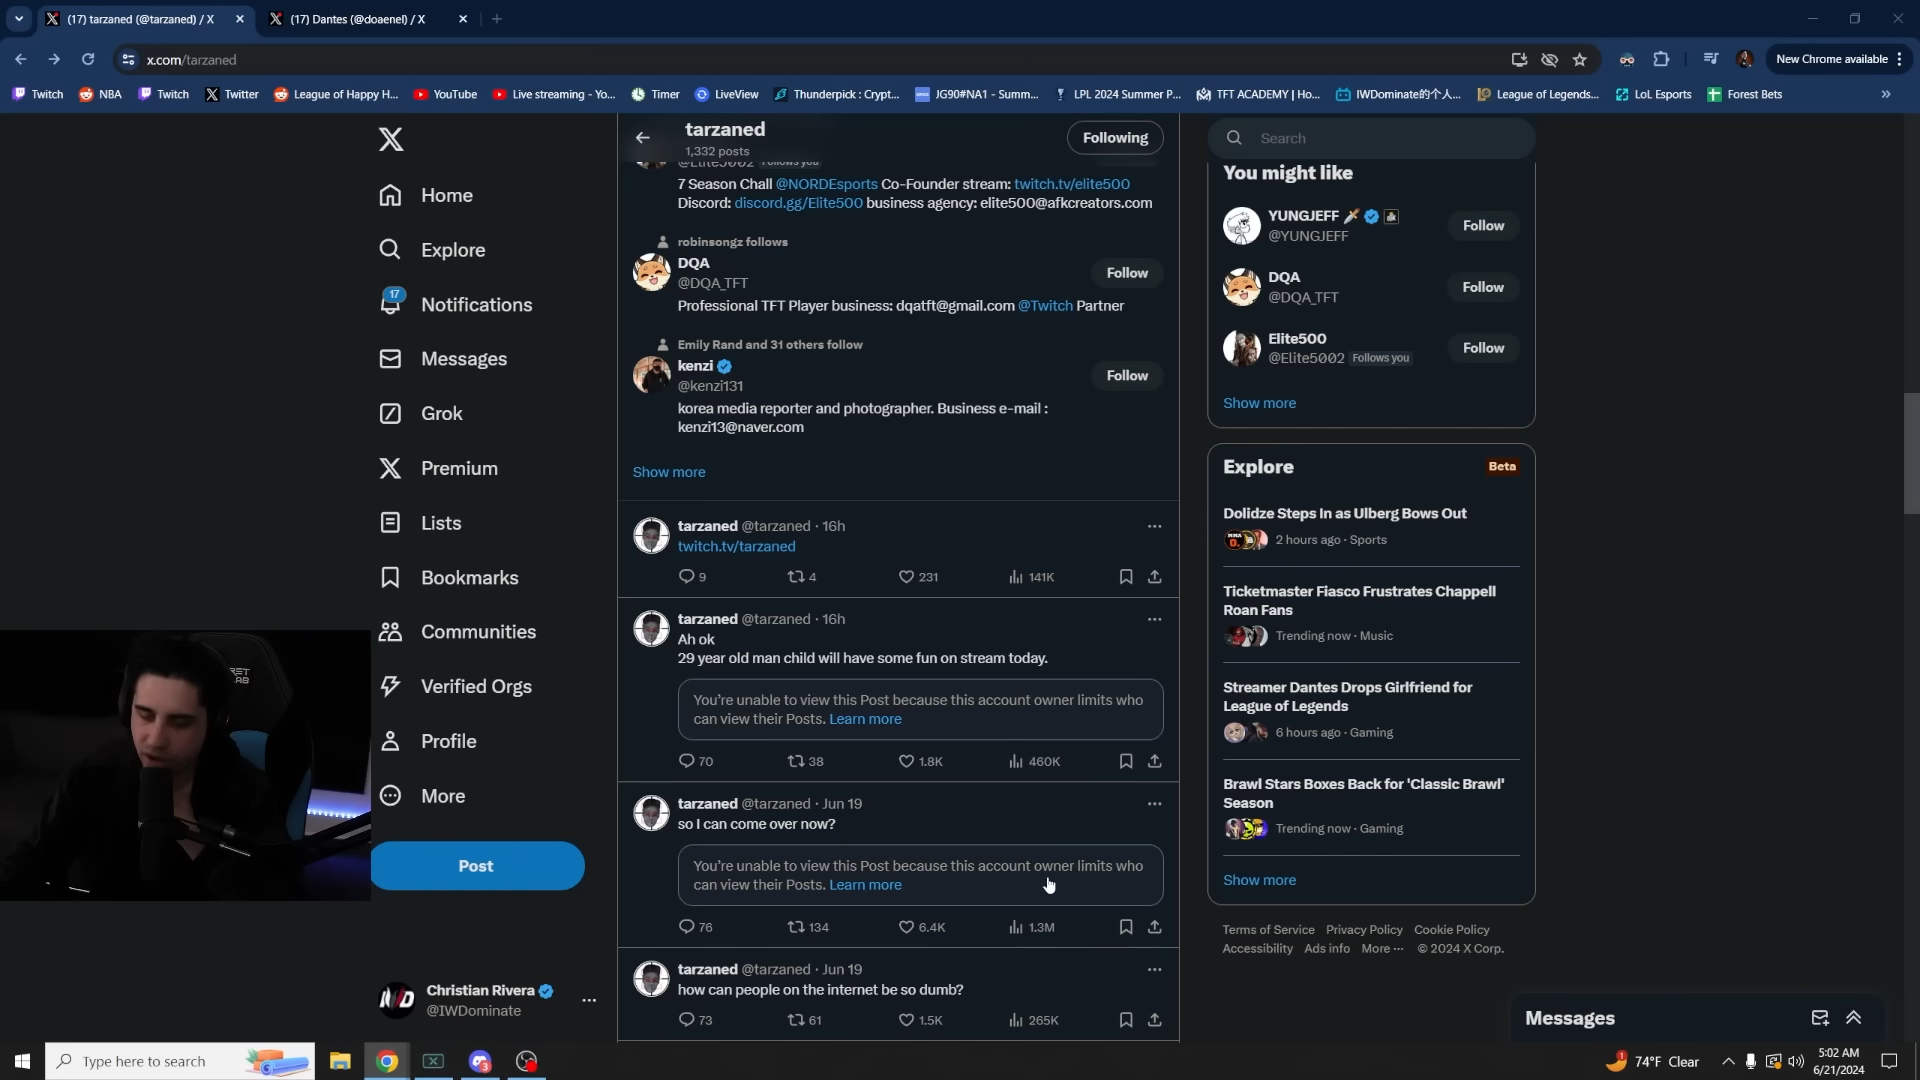 (17) tarzaned (@tarzaned) / X
(17) Dantes (@doaenel) / X
x.com/tarzaned
New Chrome available
Twitch
NBA
Twitch
Twitter
League of Happy H...
YouTube
Live streaming - Yo...
Timer
LiveView
Thunderpick : Crypt...
JG90#NA1 - Summ...
LPL 2024 Summer P...
TFT ACADEMY | Ho...
IWDominate的个人...
League of Legends...
LoL Esports
Forest Bets
Home
Explore
17
Notifications
Messages
Grok
Premium
Lists
Bookmarks
Communities
Verified Orgs
Profile
More
Post
Christian Rivera
@IWDominate
tarzaned
1,332 posts
Following
@Elite5002 Follows you
7 Season Chall @NORDEsports Co-Founder stream: twitch.tv/elite500
Discord: discord.gg/Elite500 business agency: elite500@afkcreators.com
robinsongz follows
DQA
@DQA_TFT
Follow
Professional TFT Player business: dqatft@gmail.com @Twitch Partner
Emily Rand and 31 others follow
kenzi
@kenzi131
Follow
korea media reporter and photographer. Business e-mail :
kenzi13@naver.com
Show more
tarzaned @tarzaned · 16h
twitch.tv/tarzaned
9 4 231 141K
tarzaned @tarzaned · 16h
Ah ok
29 year old man child will have some fun on stream today.
You're unable to view this Post because this account owner limits who
can view their Posts. Learn more
70 38 1.8K 460K
tarzaned @tarzaned · Jun 19
so I can come over now?
You're unable to view this Post because this account owner limits who
can view their Posts. Learn more
76 134 6.4K 1.3M
tarzaned @tarzaned · Jun 19
how can people on the internet be so dumb?
73 61 1.5K 265K
Search
You might like
YUNGJEFF
@YUNGJEFF
Follow
DQA
@DQA_TFT
Follow
Elite500
@Elite5002 Follows you
Follow
Show more
Explore
Beta
Dolidze Steps In as Ulberg Bows Out
2 hours ago · Sports
Ticketmaster Fiasco Frustrates Chappell
Roan Fans
Trending now · Music
Streamer Dantes Drops Girlfriend for
League of Legends
6 hours ago · Gaming
Brawl Stars Boxes Back for 'Classic Brawl'
Season
Trending now · Gaming
Show more
Terms of Service Privacy Policy Cookie Policy
Accessibility Ads info More ··· © 2024 X Corp.
Messages
Type here to search
74°F Clear
5:02 AM
6/21/2024